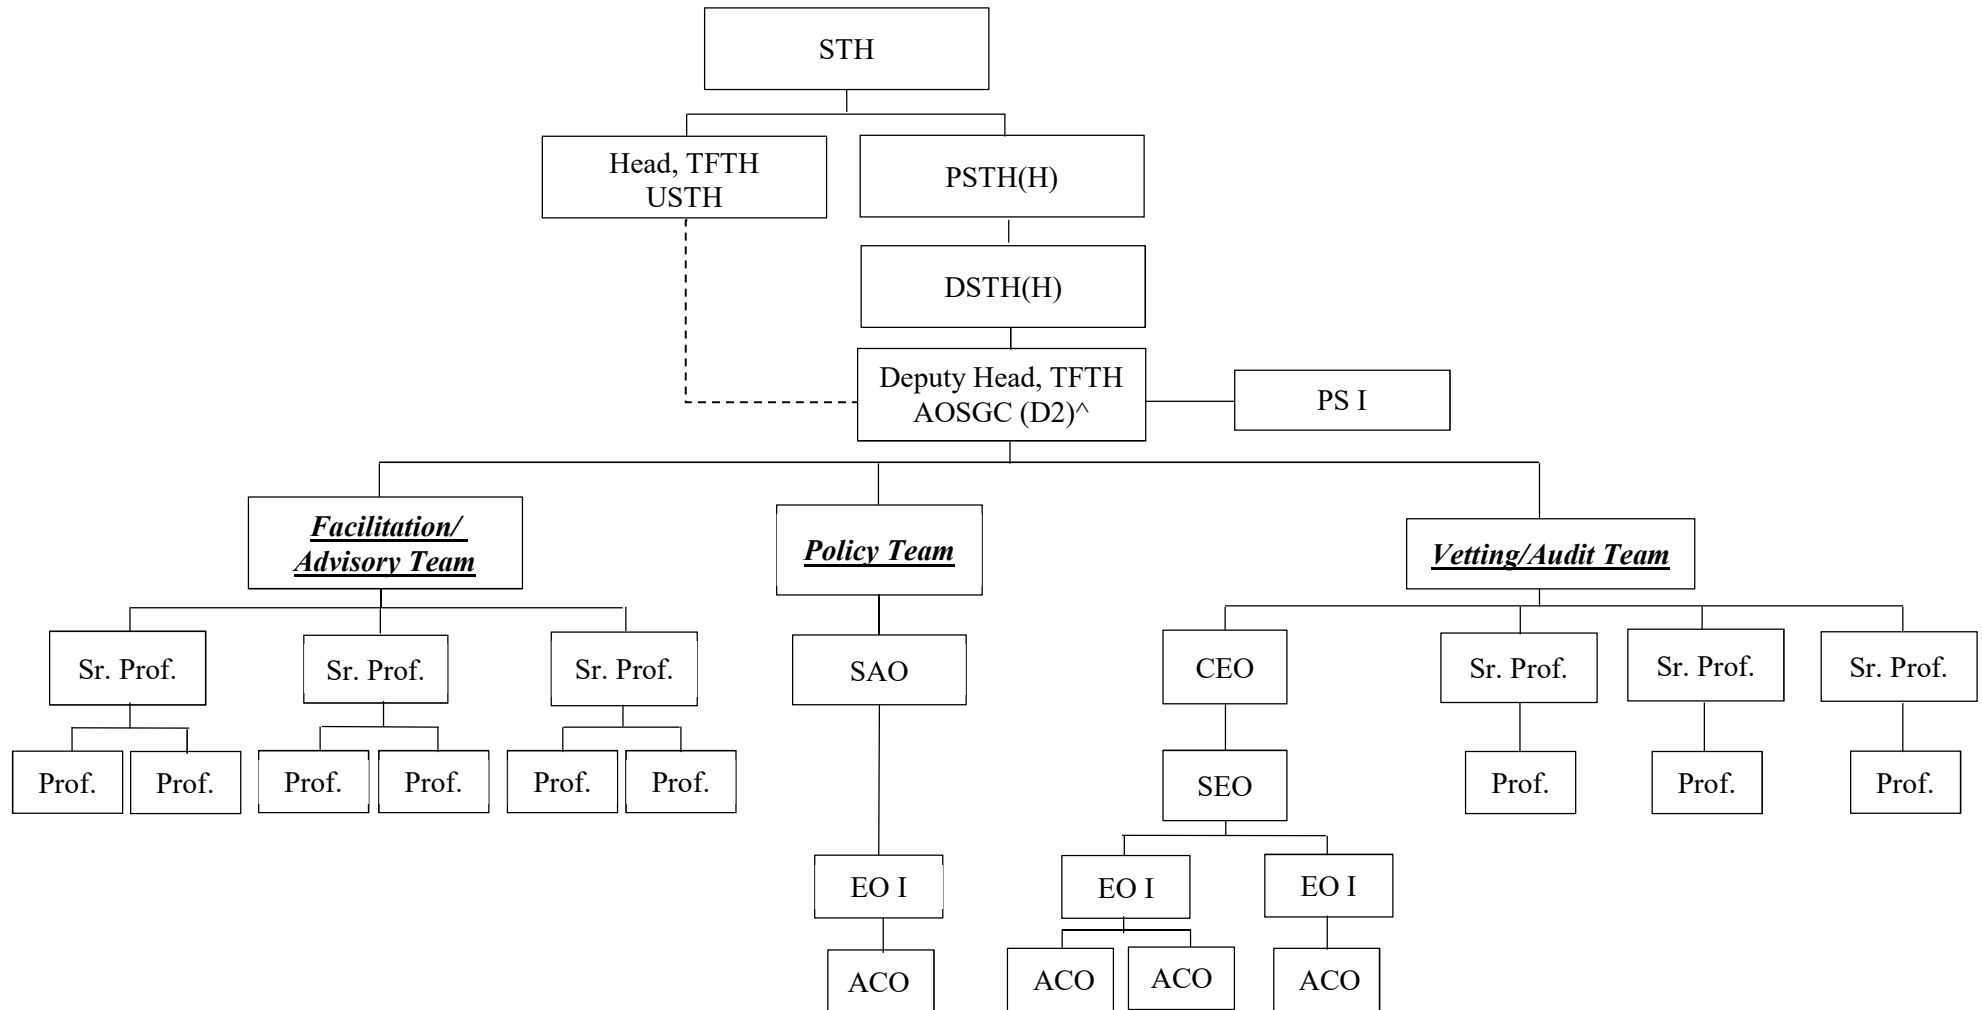 STH
Head, TFTH
USTH
PSTH(H)
DSTH(H)
Deputy Head, TFTH
AOSGC (D2)^
PS I
Facilitation/
Advisory Team
Policy Team
Vetting/Audit Team
Sr. Prof.
Sr. Prof.
Sr. Prof.
SAO
CEO
Sr. Prof.
Sr. Prof.
Sr. Prof.
Prof.
Prof.
Prof.
Prof.
Prof.
Prof.
SEO
Prof.
Prof.
Prof.
EO I
EO I
EO I
ACO
ACO
ACO
ACO